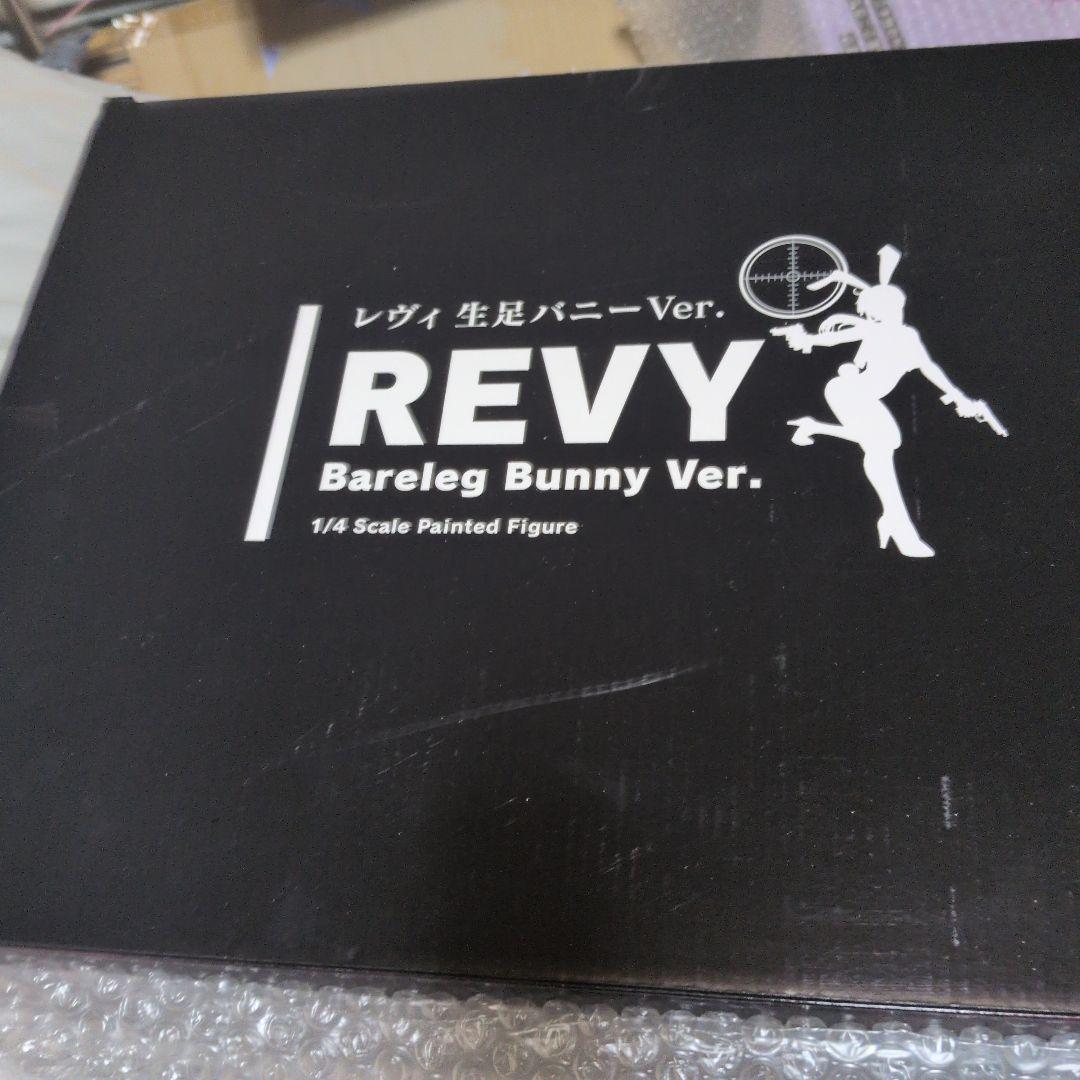 レヴィ 生足バニーVer.
REVY
Bareleg Bunny Ver.
1/4 Scale Painted Figure